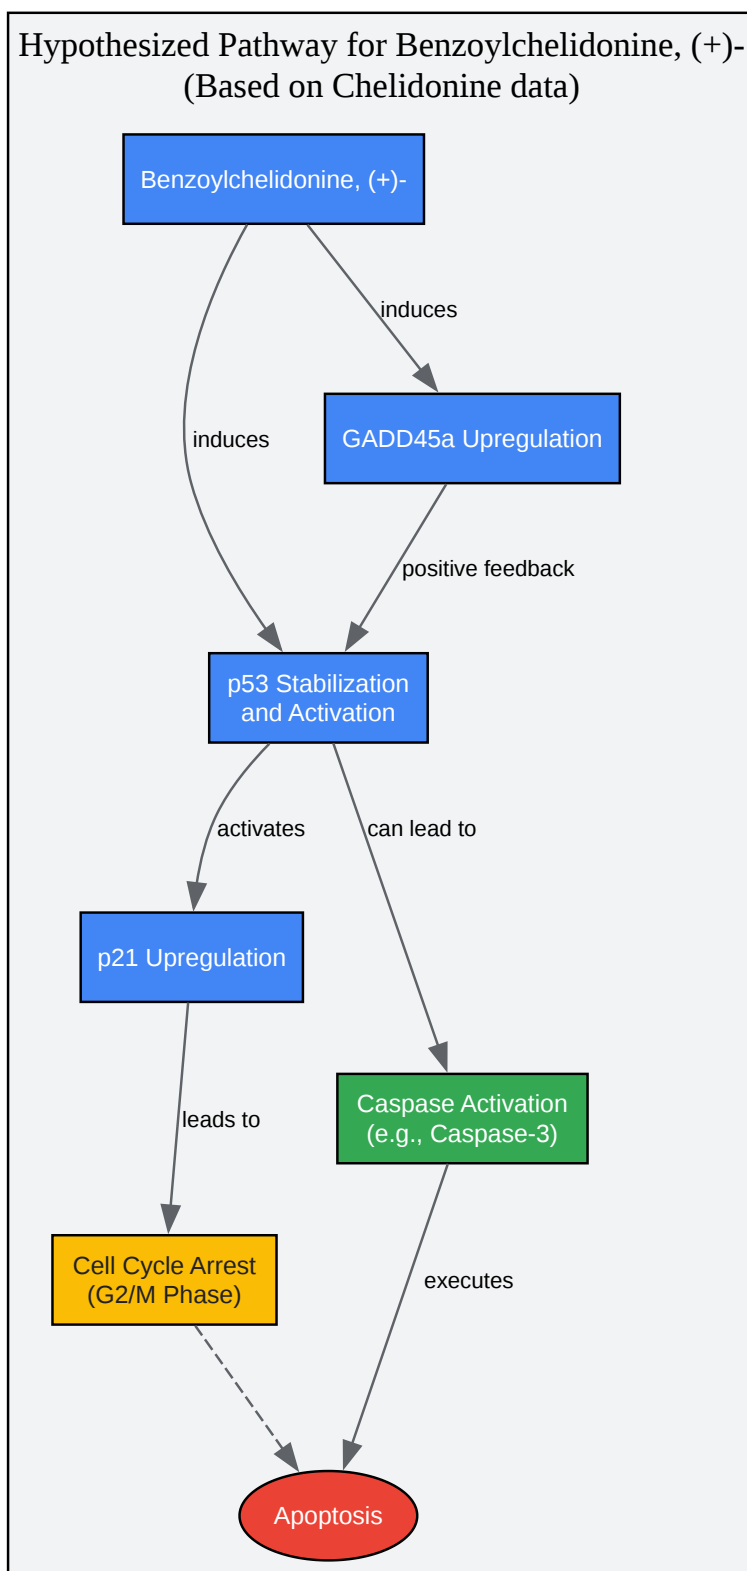 Hypothesized Pathway for Benzoylchelidonine, (+)-
(Based on Chelidonine data)
Benzoylchelidonine, (+)-
induces
GADD45a Upregulation
induces
positive feedback
p53 Stabilization
and Activation
activates
can lead to
p21 Upregulation
Caspase Activation
(e.g., Caspase-3)
leads to
Cell Cycle Arrest
(G2/M Phase)
executes
Apoptosis